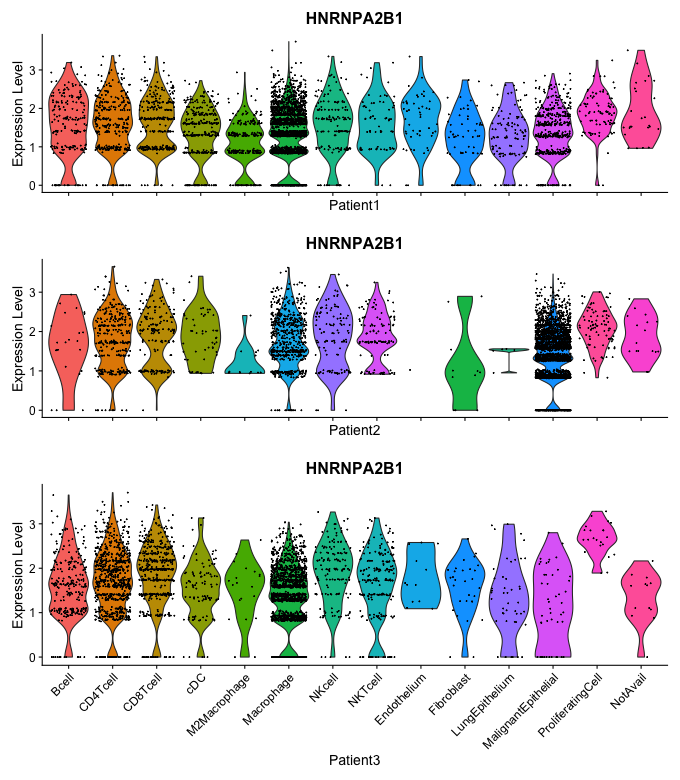 HNRNPA2B1
Expression Level
3
2
1
0
Patient1
HNRNPA2B1
Expression Level
3
2
1
0
Patient2
HNRNPA2B1
Expression Level
3
2
1
0
Bcell
CD4Tcell
CD8Tcell
cDC
M2Macrophage
Macrophage
NKcell
NKTcell
Endothelium
Fibroblast
LungEpithelium
MalignantEpithelial
ProliferatingCell
NotAvail
Patient3